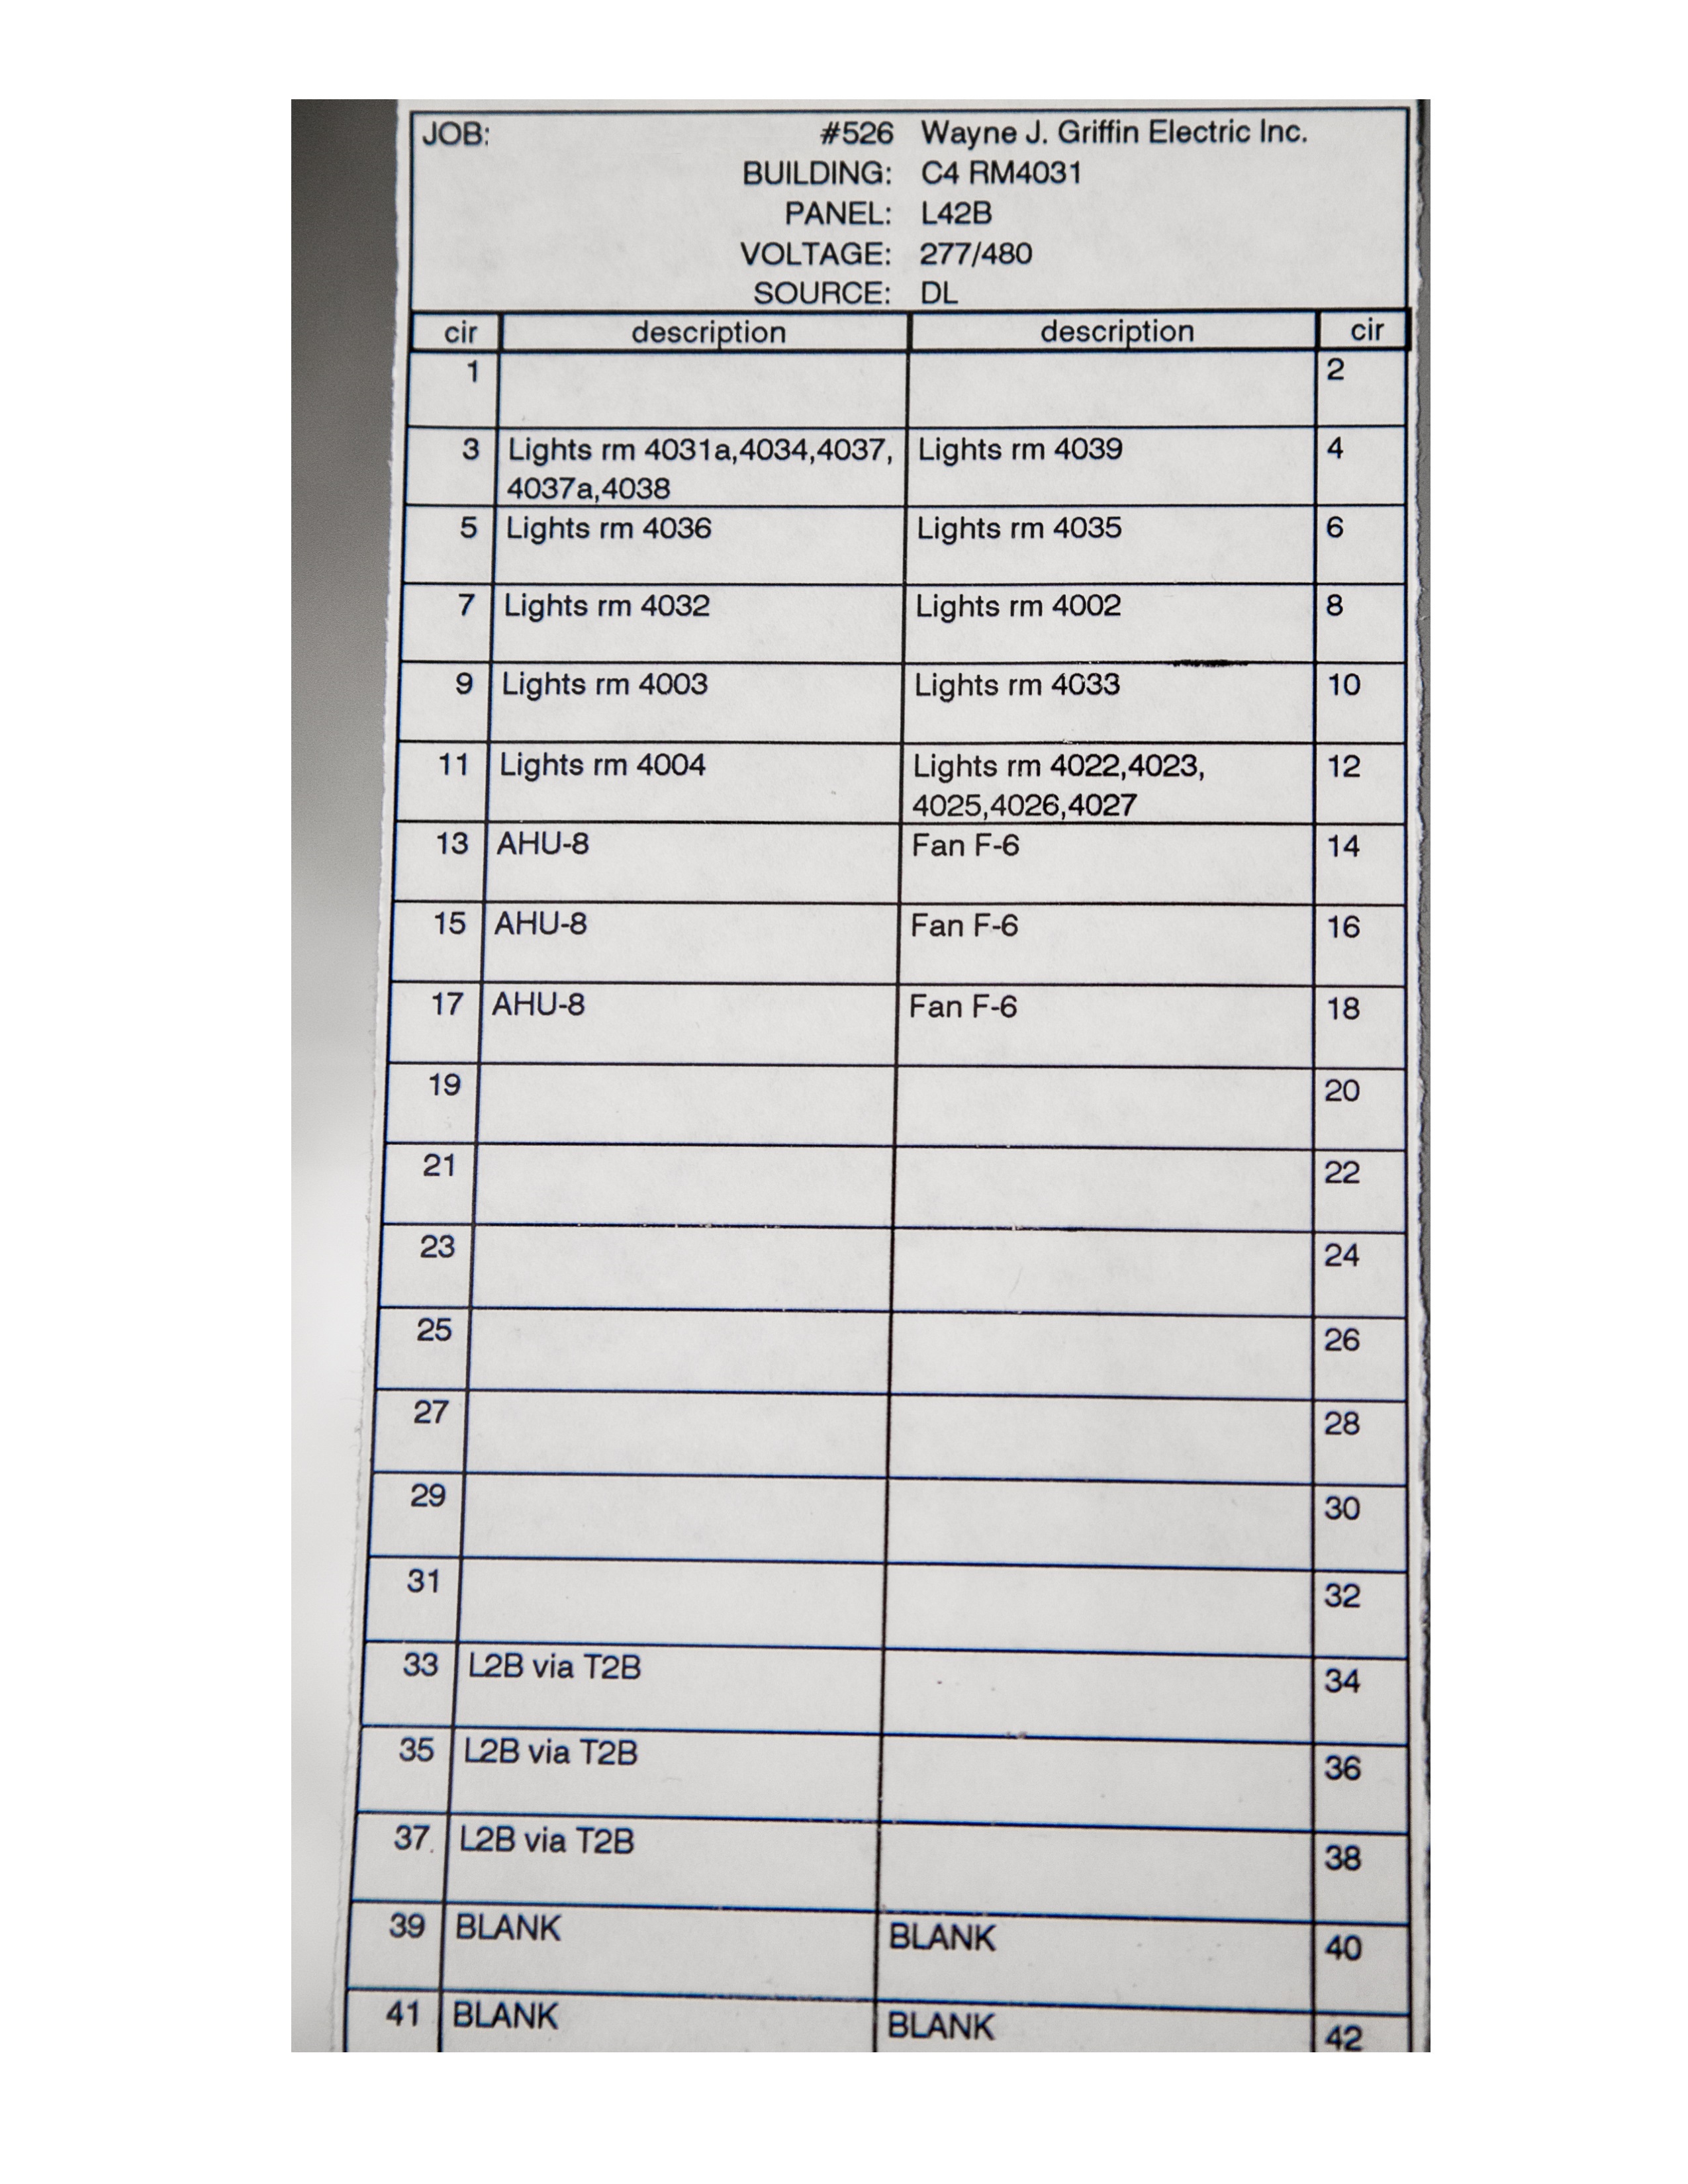 JOB: #526 Wayne J. Griffin Electric Inc.
BUILDING: C4 RM4031
PANEL: L42B
VOLTAGE: 277/480
SOURCE: DL
cir description description cir
1 2
3 Lights rm 4031a,4034,4037, Lights rm 4039 4
4037a,4038
5 Lights rm 4036 Lights rm 4035 6
7 Lights rm 4032 Lights rm 4002 8
9 Lights rm 4003 Lights rm 4033 10
11 Lights rm 4004 Lights rm 4022,4023, 12
4025,4026,4027
13 AHU-8 Fan F-6 14
15 AHU-8 Fan F-6 16
17 AHU-8 Fan F-6 18
19 20
21 22
23 24
25 26
27 28
29 30
31 32
33 L2B via T2B 34
35 L2B via T2B 36
37 L2B via T2B 38
39 BLANK BLANK 40
41 BLANK BLANK 42